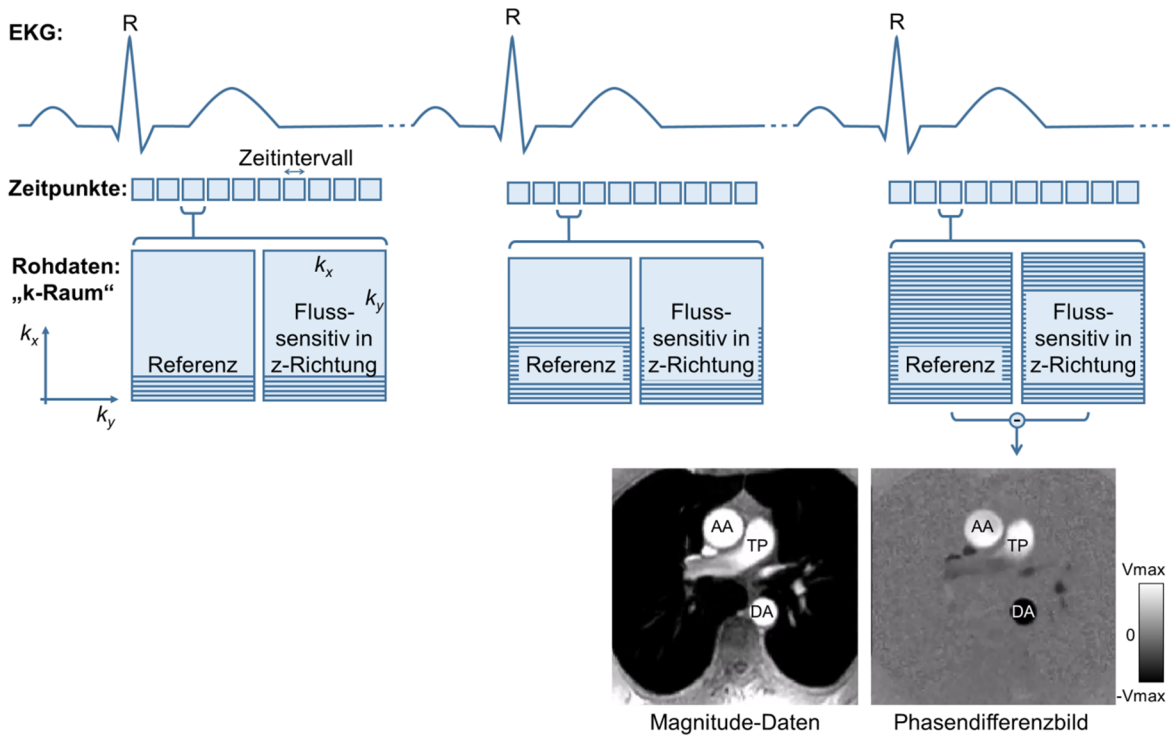 EKG:
R
R
R
Zeitintervall
Zeitpunkte:
Rohdaten:
„k-Raum“
kx
ky
Referenz
kx
ky
Fluss-
sensitiv in
z-Richtung
Referenz
Fluss-
sensitiv in
z-Richtung
Referenz
Fluss-
sensitiv in
z-Richtung
-
AA
TP
DA
AA
TP
DA
Vmax
0
-Vmax
Magnitude-Daten
Phasendifferenzbild